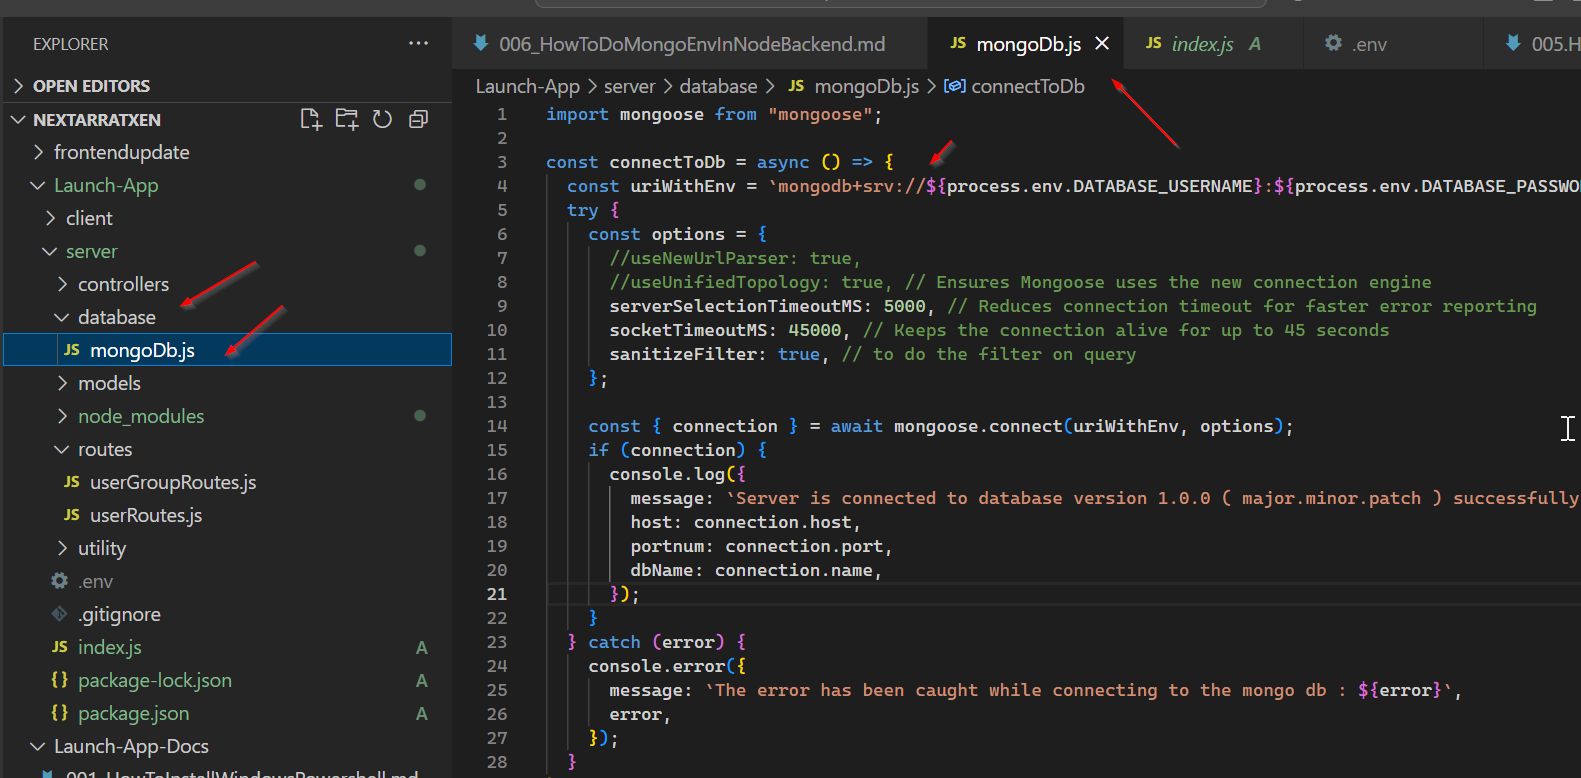 EXPLORER
OPEN EDITORS
NEXTARRATXEN
frontendupdate
Launch-App
client
server
controllers
database
JS mongoDb.js
models
node_modules
routes
JS userGroupRoutes.js
JS userRoutes.js
utility
.env
.gitignore
JS index.js A
{} package-lock.json A
{} package.json A
Launch-App-Docs
001_HowToInstallWindowsPowershell.md
006_HowToDoMongoEnvInNodeBackend.md JS mongoDb.js JS index.js A .env 005.H
Launch-App > server > database > JS mongoDb.js > connectToDb
1 import mongoose from "mongoose";
2
3 const connectToDb = async () => {
4 const uriWithEnv = `mongodb+srv://${process.env.DATABASE_USERNAME}:${process.env.DATABASE_PASSWO
5 try {
6 const options = {
7 //useNewUrlParser: true,
8 //useUnifiedTopology: true, // Ensures Mongoose uses the new connection engine
9 serverSelectionTimeoutMS: 5000, // Reduces connection timeout for faster error reporting
10 socketTimeoutMS: 45000, // Keeps the connection alive for up to 45 seconds
11 sanitizeFilter: true, // to do the filter on query
12 };
13
14 const { connection } = await mongoose.connect(uriWithEnv, options);
15 if (connection) {
16 console.log({
17 message: `Server is connected to database version 1.0.0 ( major.minor.patch ) successfully
18 host: connection.host,
19 portnum: connection.port,
20 dbName: connection.name,
21 });
22 }
23 } catch (error) {
24 console.error({
25 message: `The error has been caught while connecting to the mongo db : ${error}`,
26 error,
27 });
28 }